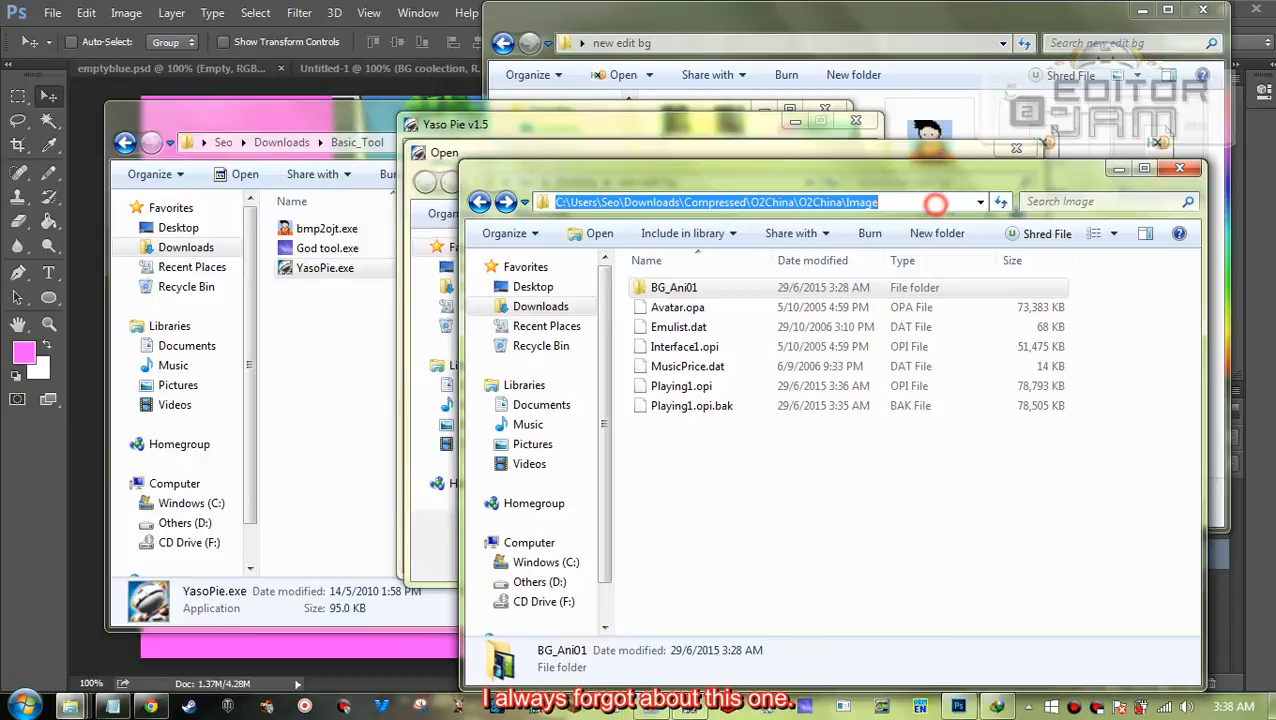 Ps File Edit Image Layer Type Select Filter 3D View Window Help
Auto-Select: Group Show Transform Controls
emptyblue.psd @ 100% (Empty, RGB... × Untitled-1 @ 100% (BG coolection, R
new edit bg
Search new edit bg
Organize Open Share with Burn New folder
Shred File
EDITOR
@YAM
Seo Downloads Basic_Tool
Organize Open Share with
Name
Favorites
Desktop
Downloads
Recent Places
Recycle Bin
Libraries
Documents
Music
Pictures
Videos
Homegroup
Computer
Windows (C:)
Others (D:)
CD Drive (F:)
bmp2ojt.exe
God tool.exe
YasoPie.exe
YasoPie.exe Date modified: 14/5/2010 1:58 PM
Application Size: 95.0 KB
Yaso Pie v1.5
Open
C:\Users\Seo\Downloads\Compressed\O2China\O2China\Image
Search Image
Organize Open Include in library Share with Burn New folder Shred File
Name Date modified Type Size
Favorites
Desktop
Downloads
Recent Places
Recycle Bin
Libraries
Documents
Music
Pictures
Videos
Homegroup
Computer
Windows (C:)
Others (D:)
CD Drive (F:)
BG_Ani01 29/6/2015 3:28 AM File folder
Avatar.opa 5/10/2005 4:59 PM OPA File 73,383 KB
Emulist.dat 29/10/2006 3:10 PM DAT File 68 KB
Interface1.opi 5/10/2005 4:59 PM OPI File 51,475 KB
MusicPrice.dat 6/9/2006 9:33 PM DAT File 14 KB
Playing1.opi 29/6/2015 3:36 AM OPI File 78,793 KB
Playing1.opi.bak 29/6/2015 3:35 AM BAK File 78,505 KB
BG_Ani01 Date modified: 29/6/2015 3:28 AM
File folder
100% Doc: 1.37M/4.28M
I always forgot about this one.
EN
3:38 AM